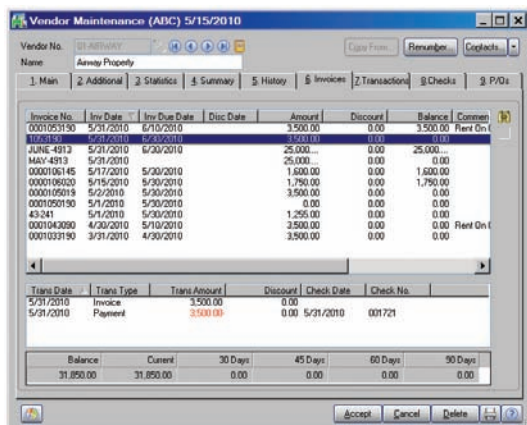 Vendor Maintenance (ABC) 5/15/2010
Vendor No. 01-AIRWAY Copy From... Renumber... Contacts...
Name Airway Property
1. Main 2. Additional 3. Statistics 4. Summary 5. History 6. Invoices 7. Transactions 8. Checks 9. P/Os
Invoice No. Inv Date Inv Due Date Disc Date Amount Discount Balance Commen
0001053190 5/31/2010 6/10/2010 3,500.00 0.00 3,500.00 Rent On (
1053190 5/31/2010 6/30/2010 3,500.00 0.00 0.00
JUNE-4913 5/31/2010 6/30/2010 25,000.... 0.00 25,000....
MAY-4913 5/31/2010 25,000.... 0.00 0.00
0000106145 5/17/2010 5/30/2010 1,600.00 0.00 1,600.00
0000106020 5/15/2010 5/30/2010 1,750.00 0.00 1,750.00
0000105019 5/2/2010 5/30/2010 3,500.00 0.00 0.00
0001050190 5/1/2010 5/30/2010 0.00 0.00 0.00
43-241 5/1/2010 5/30/2010 1,255.00 0.00 0.00
0001043090 4/30/2010 5/10/2010 3,500.00 0.00 0.00 Rent On (
0001033190 3/31/2010 4/30/2010 3,500.00 0.00 0.00
Trans Date Trans Type Trans Amount Discount Check Date Check No.
5/31/2010 Invoice 3,500.00 0.00
5/31/2010 Payment 3,500.00- 0.00 5/31/2010 001721
Balance Current 30 Days 45 Days 60 Days 90 Days
31,850.00 31,850.00 0.00 0.00 0.00 0.00
Accept Cancel Delete